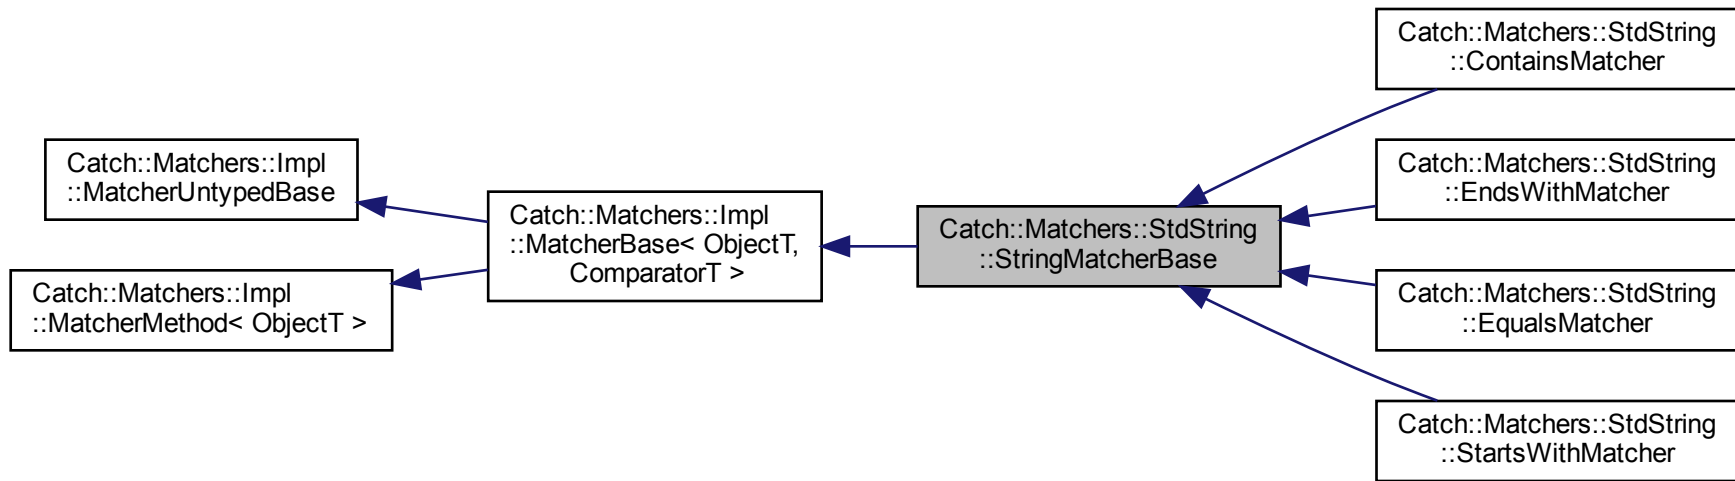 Catch::Matchers::Impl
::MatcherUntypedBase
Catch::Matchers::Impl
::MatcherMethod< ObjectT >
Catch::Matchers::Impl
::MatcherBase< ObjectT,
ComparatorT >
Catch::Matchers::StdString
::StringMatcherBase
Catch::Matchers::StdString
::ContainsMatcher
Catch::Matchers::StdString
::EndsWithMatcher
Catch::Matchers::StdString
::EqualsMatcher
Catch::Matchers::StdString
::StartsWithMatcher